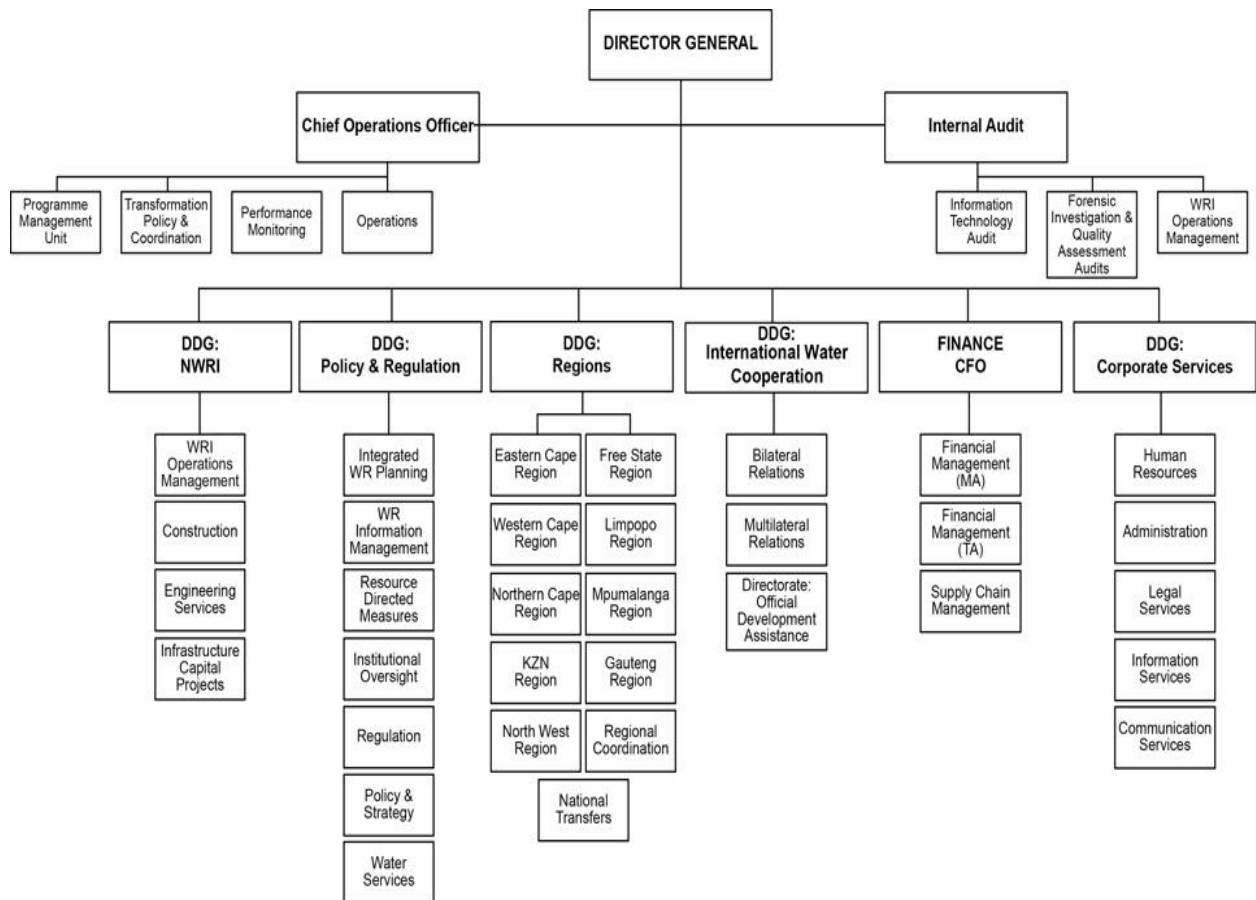 DIRECTOR GENERAL
Chief Operations Officer
Internal Audit
Programme
Management
Unit
Transformation
Policy &
Coordination
Performance
Monitoring
Operations
Information
Technology
Audit
Forensic
Investigation &
Quality
Assessment
Audits
WRI
Operations
Management
DDG:
NWRI
DDG:
Policy & Regulation
DDG:
Regions
DDG:
International Water
Cooperation
FINANCE
CFO
DDG:
Corporate Services
WRI
Operations
Management
Construction
Engineering
Services
Infrastructure
Capital
Projects
Integrated
WR Planning
WR
Information
Management
Resource
Directed
Measures
Institutional
Oversight
Regulation
Policy &
Strategy
Water
Services
Eastern Cape
Region
Free State
Region
Western Cape
Region
Limpopo
Region
Northern Cape
Region
Mpumalanga
Region
KZN
Region
Gauteng
Region
North West
Region
Regional
Coordination
National
Transfers
Bilateral
Relations
Multilateral
Relations
Directorate:
Official
Development
Assistance
Financial
Management
(MA)
Financial
Management
(TA)
Supply Chain
Management
Human
Resources
Administration
Legal
Services
Information
Services
Communication
Services